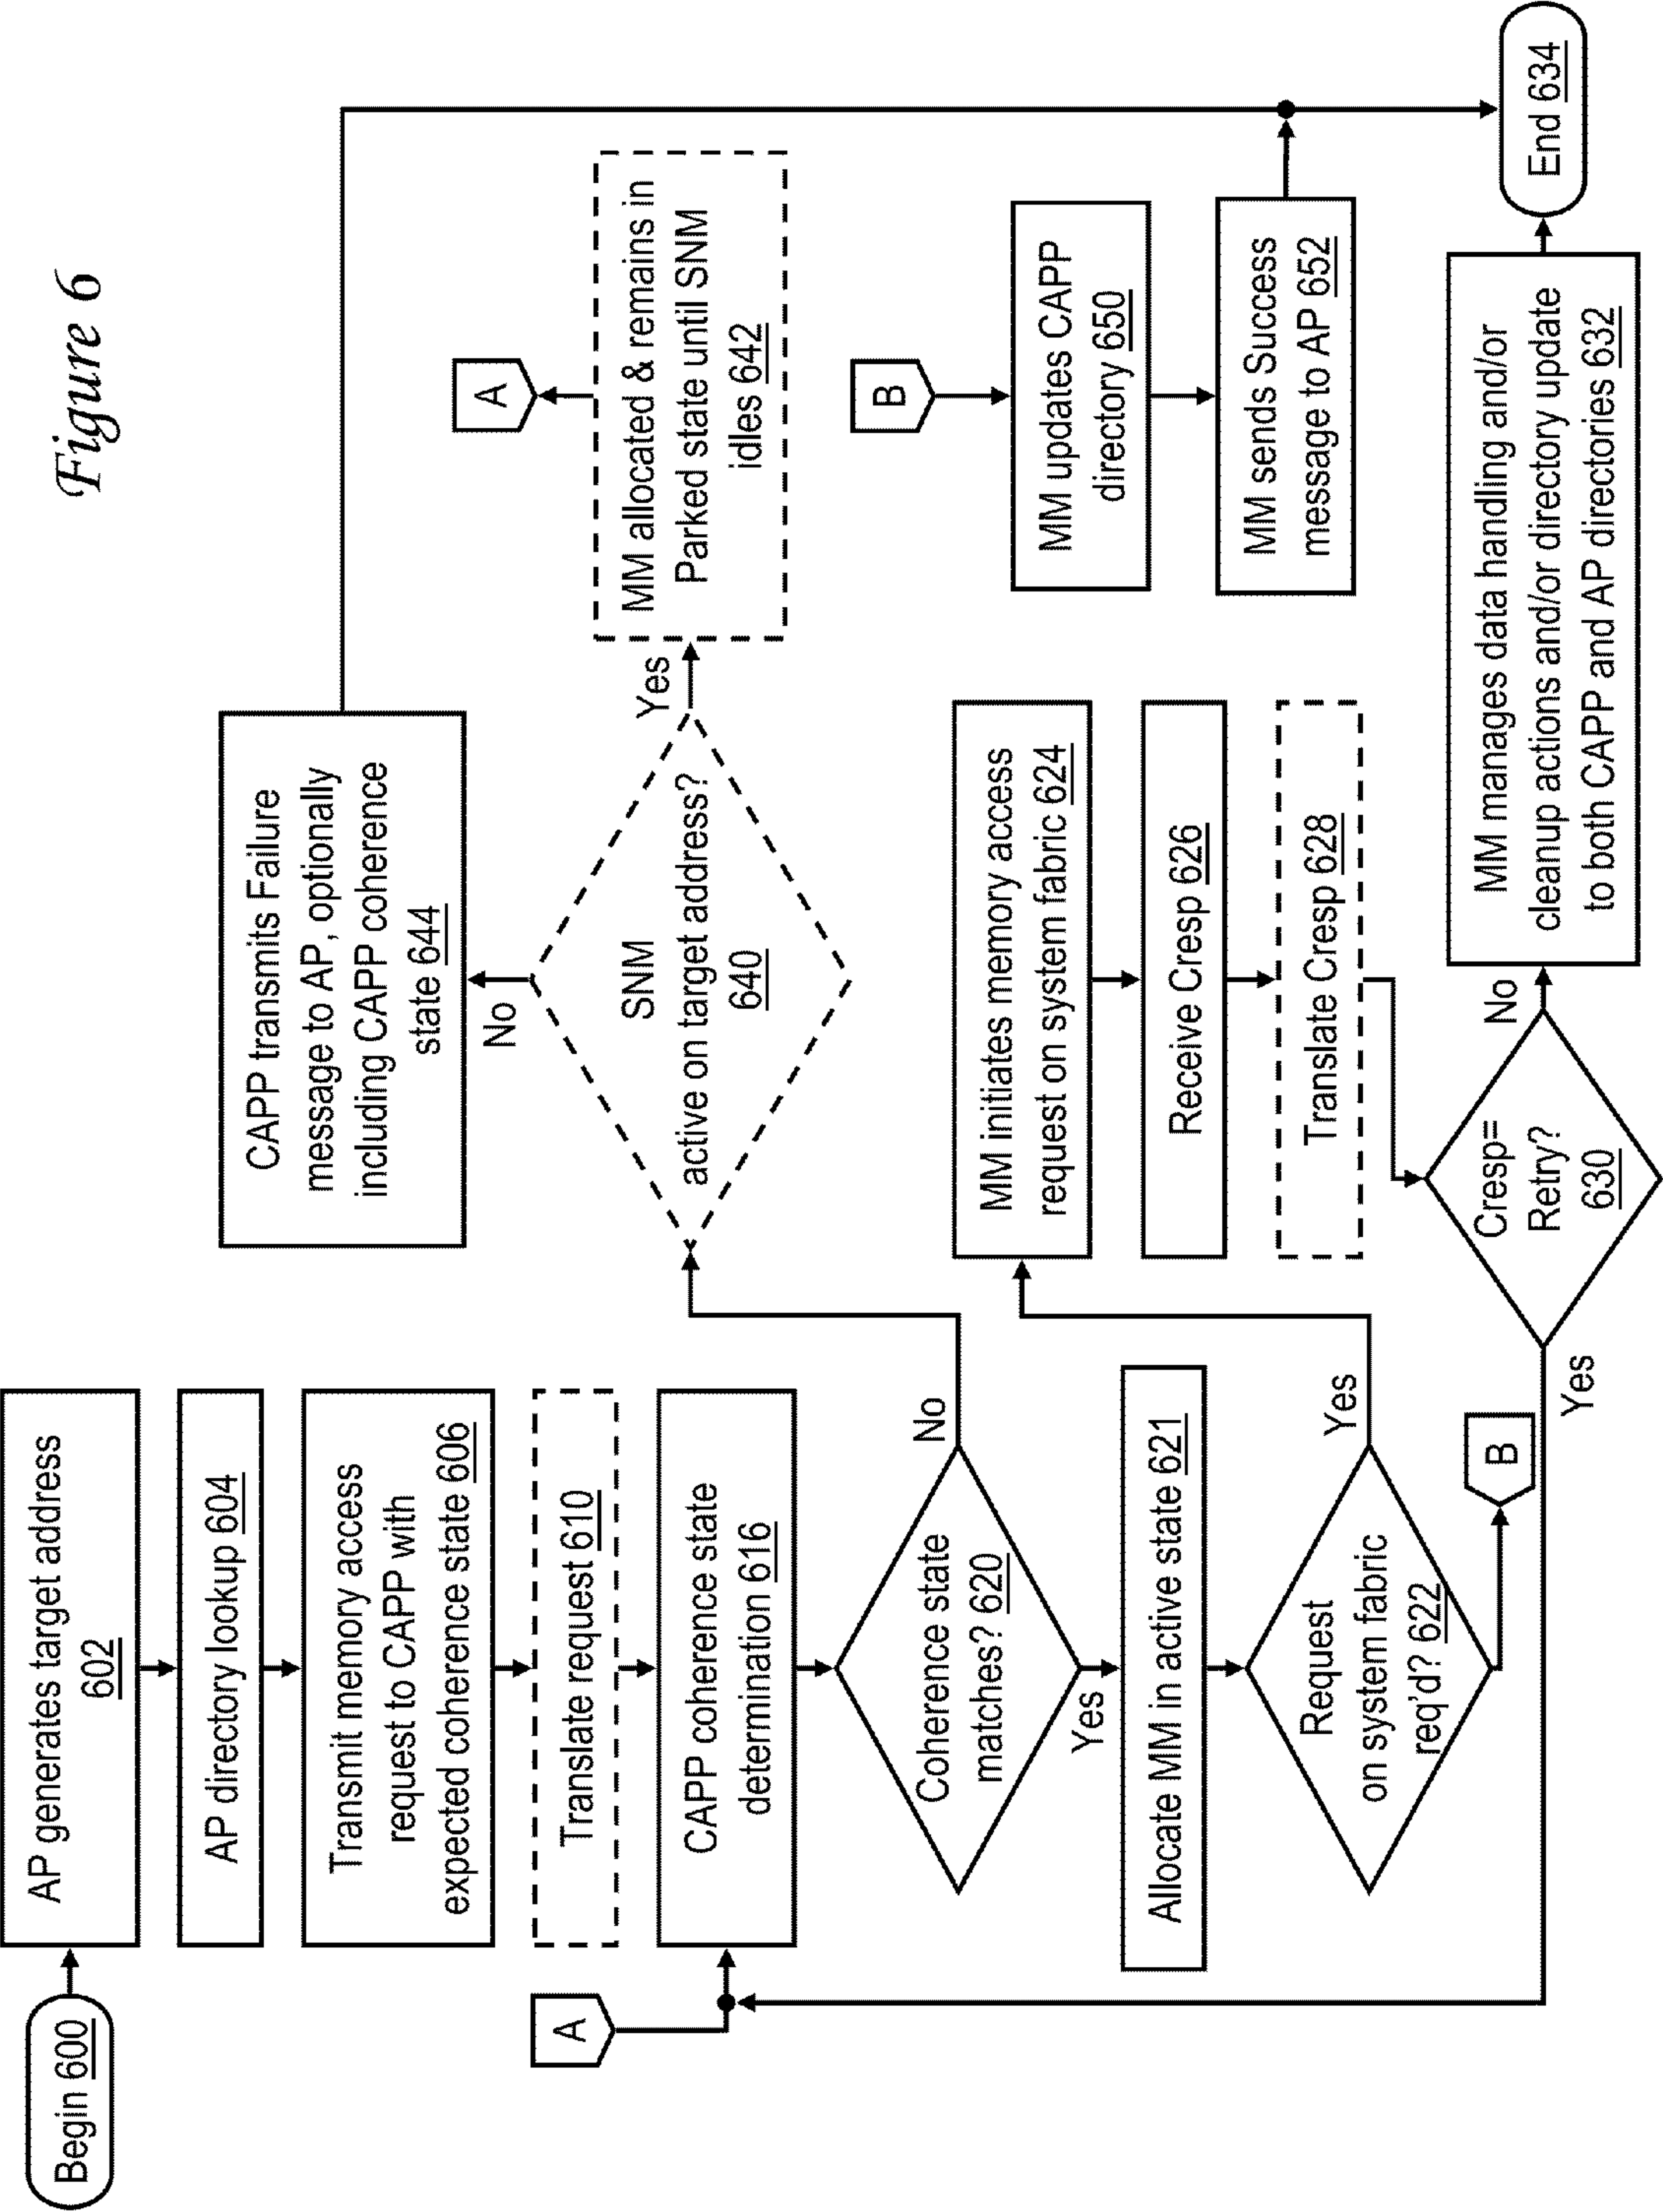 Figure 6
Begin 600
AP generates target address
602
AP directory lookup 604
Transmit memory access
request to CAPP with
expected coherence state 606
Translate request 610
A
CAPP coherence state
determination 616
Coherence state
matches? 620
No
Yes
Allocate MM in active state 621
Request
on system fabric
req'd? 622
Yes
B
CAPP transmits Failure
message to AP, optionally
including CAPP coherence
state 644
No
SNM
active on target address?
640
Yes
MM allocated & remains in
Parked state until SNM
idles 642
A
MM initiates memory access
request on system fabric 624
Receive Cresp 626
Translate Cresp 628
Cresp=
Retry?
630
Yes
No
B
MM updates CAPP
directory 650
MM sends Success
message to AP 652
MM manages data handling and/or
cleanup actions and/or directory update
to both CAPP and AP directories 632
End 634